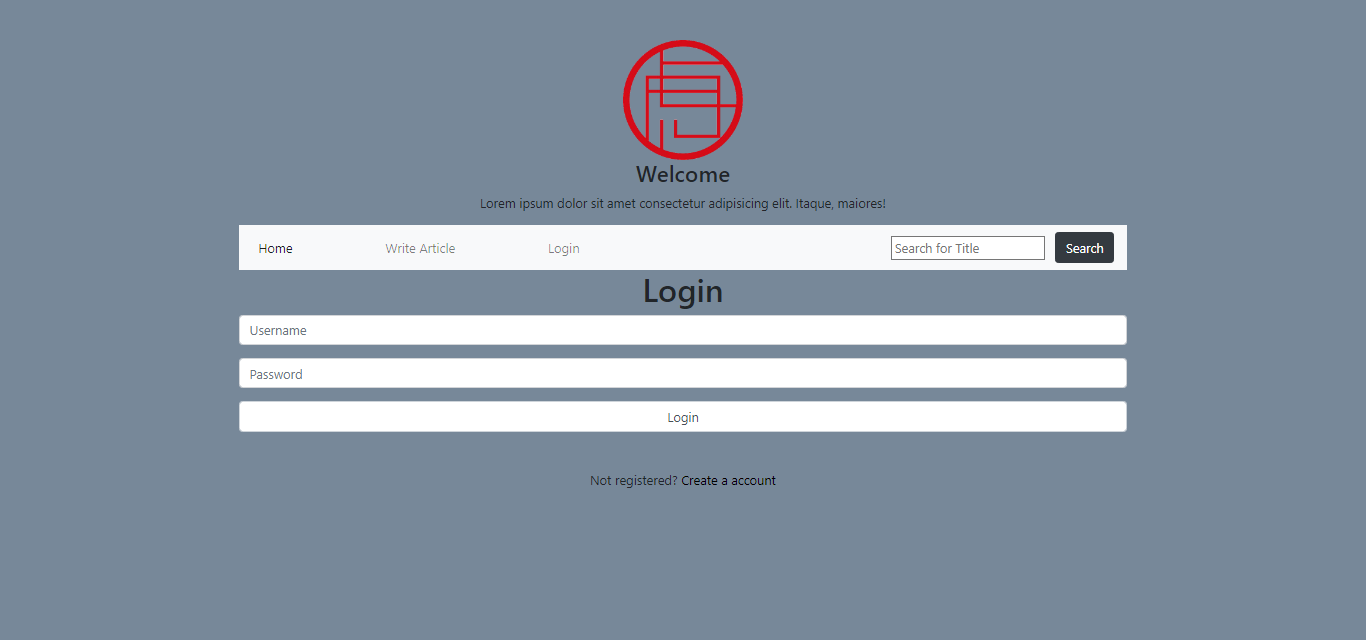 Welcome
Lorem ipsum dolor sit amet consectetur adipisicing elit. Itaque, maiores!
Home Write Article Login Search for Title Search
Login
Username
Password
Login
Not registered? Create a account